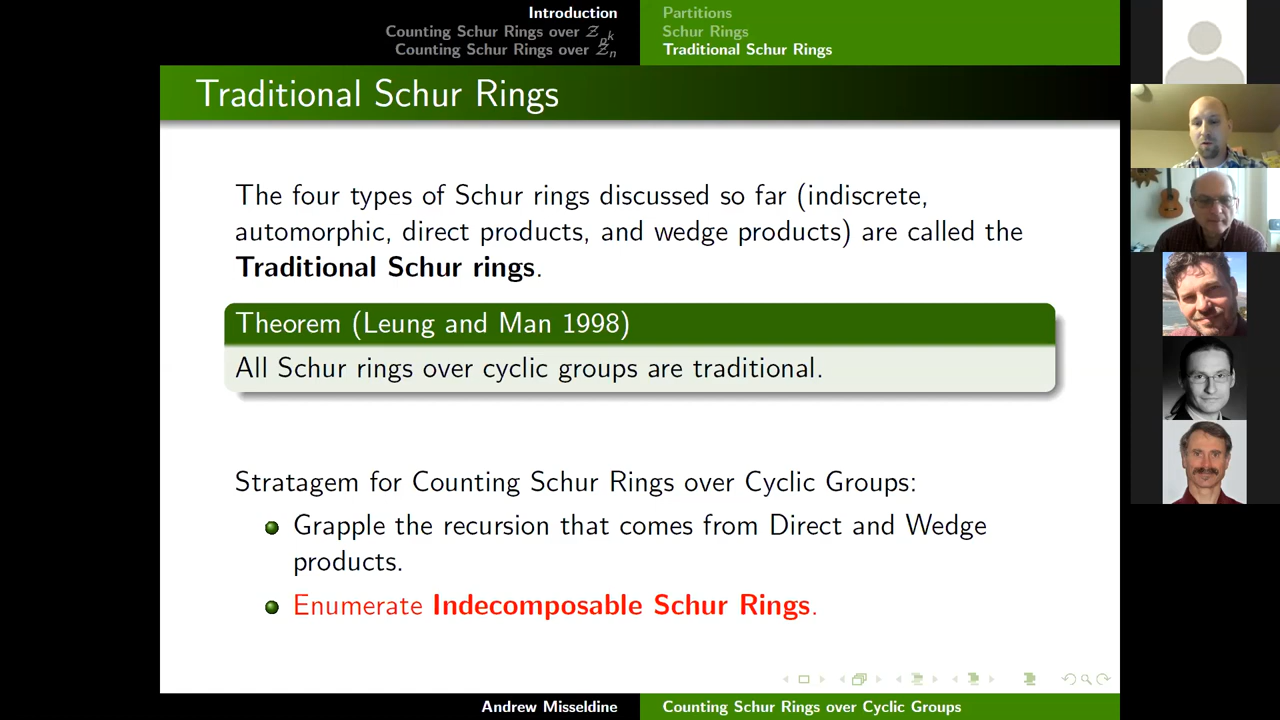 Introduction
Counting Schur Rings over 𝒵_{p^k}
Counting Schur Rings over 𝒵_n
Partitions
Schur Rings
Traditional Schur Rings
Traditional Schur Rings
The four types of Schur rings discussed so far (indiscrete,
automorphic, direct products, and wedge products) are called the
Traditional Schur rings.
Theorem (Leung and Man 1998)
All Schur rings over cyclic groups are traditional.
Stratagem for Counting Schur Rings over Cyclic Groups:
Grapple the recursion that comes from Direct and Wedge
products.
Enumerate Indecomposable Schur Rings.
Andrew Misseldine
Counting Schur Rings over Cyclic Groups